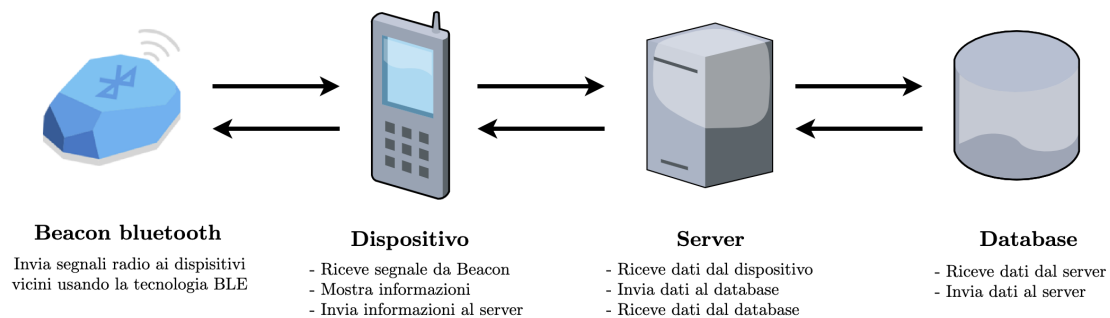 Beacon bluetooth
Invia segnali radio ai dispisitivi
vicini usando la tecnologia BLE
Dispositivo
- Riceve segnale da Beacon
- Mostra informazioni
- Invia informazioni al server
Server
- Riceve dati dal dispositivo
- Invia dati al database
- Riceve dati dal database
Database
- Riceve dati dal server
- Invia dati al server